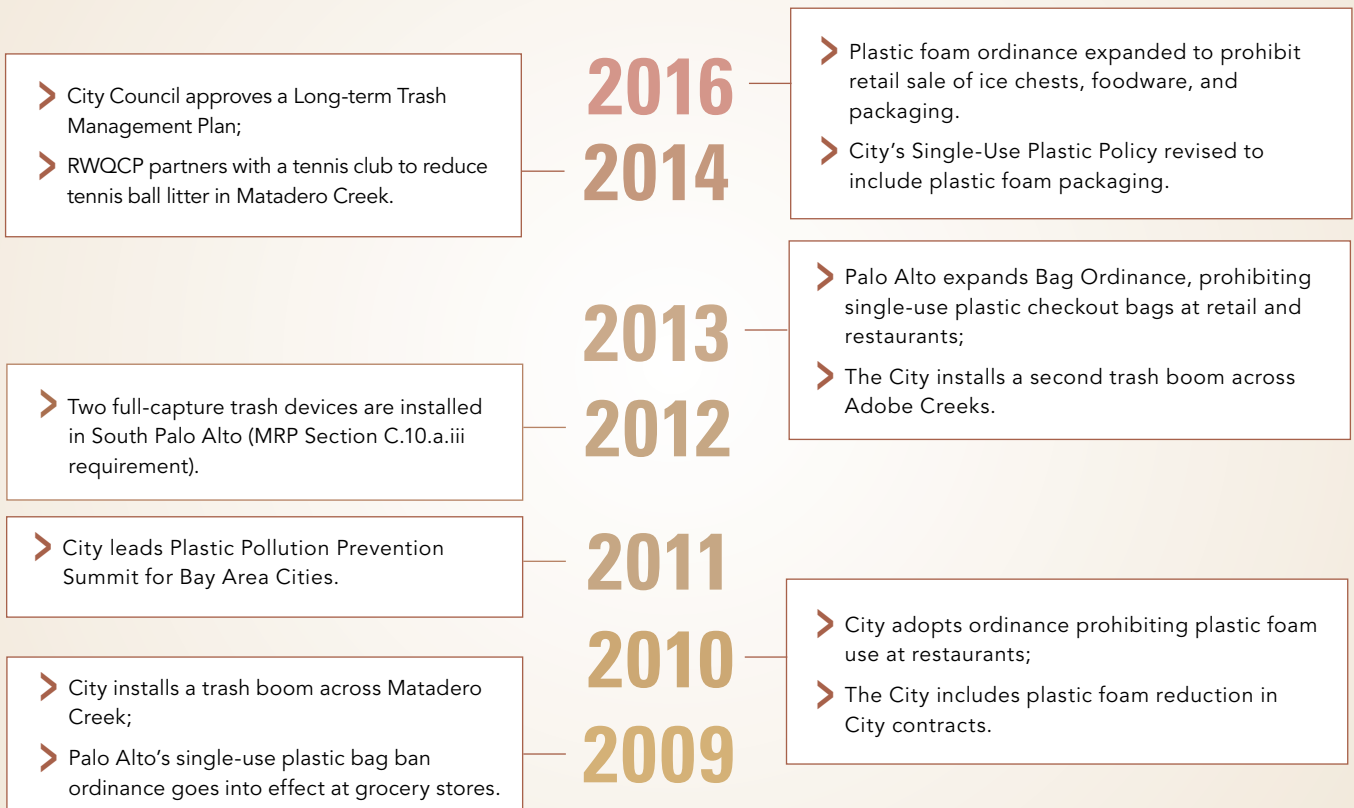 2016
Plastic foam ordinance expanded to prohibit
retail sale of ice chests, foodware, and
packaging.
City's Single-Use Plastic Policy revised to
include plastic foam packaging.
City Council approves a Long-term Trash
Management Plan;
RWQCP partners with a tennis club to reduce
tennis ball litter in Matadero Creek.
2014
2013
Palo Alto expands Bag Ordinance, prohibiting
single-use plastic checkout bags at retail and
restaurants;
The City installs a second trash boom across
Adobe Creeks.
Two full-capture trash devices are installed
in South Palo Alto (MRP Section C.10.a.iii
requirement).
2012
City leads Plastic Pollution Prevention
Summit for Bay Area Cities.
2011
2010
City adopts ordinance prohibiting plastic foam
use at restaurants;
The City includes plastic foam reduction in
City contracts.
City installs a trash boom across Matadero
Creek;
Palo Alto's single-use plastic bag ban
ordinance goes into effect at grocery stores.
2009